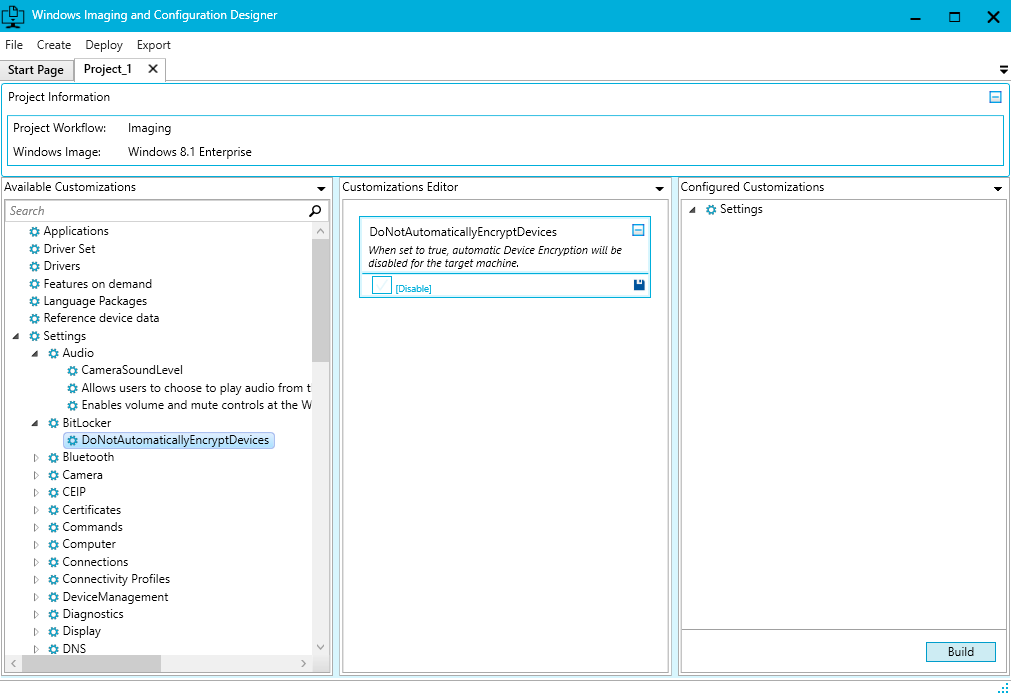 Windows Imaging and Configuration Designer
File Create Deploy Export
Start Page Project_1
Project Information
Project Workflow: Imaging
Windows Image: Windows 8.1 Enterprise
Available Customizations
Search
Applications
Driver Set
Drivers
Features on demand
Language Packages
Reference device data
Settings
Audio
CameraSoundLevel
Allows users to choose to play audio from t
Enables volume and mute controls at the W
BitLocker
DoNotAutomaticallyEncryptDevices
Bluetooth
Camera
CEIP
Certificates
Commands
Computer
Connections
Connectivity Profiles
DeviceManagement
Diagnostics
Display
DNS
Customizations Editor
DoNotAutomaticallyEncryptDevices
When set to true, automatic Device Encryption will be
disabled for the target machine.
[Disable]
Configured Customizations
Settings
Build